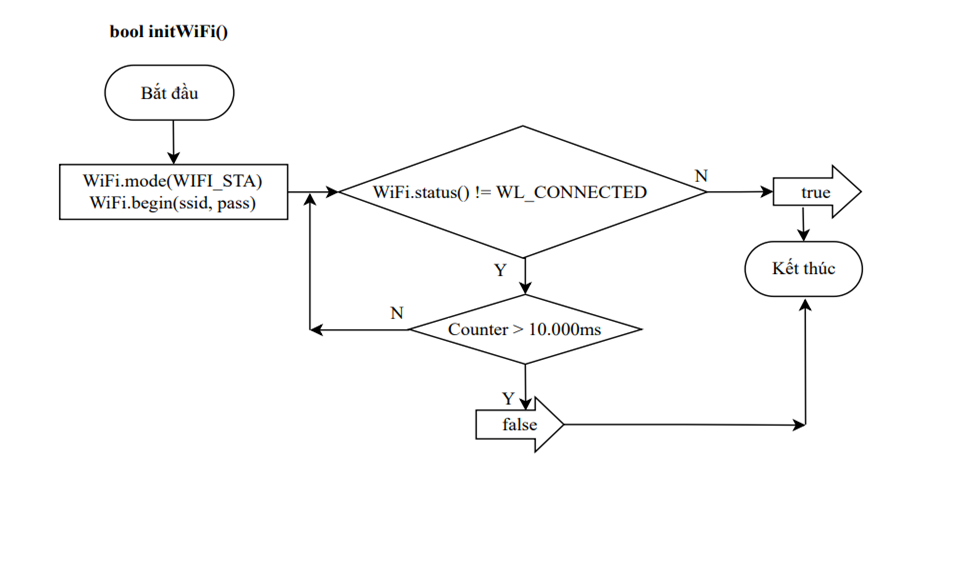 bool initWiFi()
Bắt đầu
WiFi.mode(WIFI_STA)
WiFi.begin(ssid, pass)
WiFi.status() != WL_CONNECTED
N
true
Kết thúc
Y
N
Counter > 10.000ms
Y
false